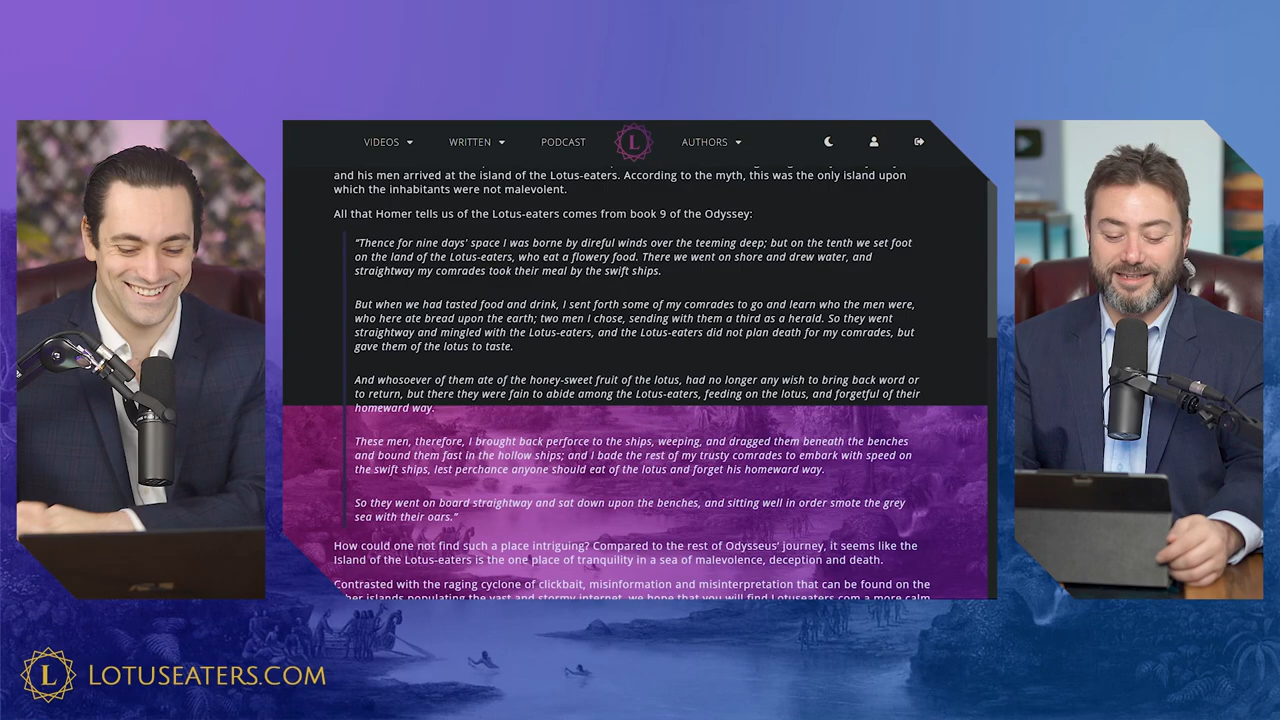 VIDEOS WRITTEN PODCAST L AUTHORS
and his men arrived at the island of the Lotus-eaters. According to the myth, this was the only island upon
which the inhabitants were not malevolent.
All that Homer tells us of the Lotus-eaters comes from book 9 of the Odyssey:
“Thence for nine days' space I was borne by direful winds over the teeming deep; but on the tenth we set foot
on the land of the Lotus-eaters, who eat a flowery food. There we went on shore and drew water, and
straightway my comrades took their meal by the swift ships.
But when we had tasted food and drink, I sent forth some of my comrades to go and learn who the men were,
who here ate bread upon the earth; two men I chose, sending with them a third as a herald. So they went
straightway and mingled with the Lotus-eaters, and the Lotus-eaters did not plan death for my comrades, but
gave them of the lotus to taste.
And whosoever of them ate of the honey-sweet fruit of the lotus, had no longer any wish to bring back word or
to return, but there they were fain to abide among the Lotus-eaters, feeding on the lotus, and forgetful of their
homeward way.
These men, therefore, I brought back perforce to the ships, weeping, and dragged them beneath the benches
and bound them fast in the hollow ships; and I bade the rest of my trusty comrades to embark with speed on
the swift ships, lest perchance anyone should eat of the lotus and forget his homeward way.
So they went on board straightway and sat down upon the benches, and sitting well in order smote the grey
sea with their oars.”
How could one not find such a place intriguing? Compared to the rest of Odysseus’ journey, it seems like the
Island of the Lotus-eaters is the one place of tranquility in a sea of malevolence, deception and death.
Contrasted with the raging cyclone of clickbait, misinformation and misinterpretation that can be found on the
islands populating the vast and stormy internet, we hope that you will find Lotuseaters.com a more calm
L LOTUSEATERS.COM